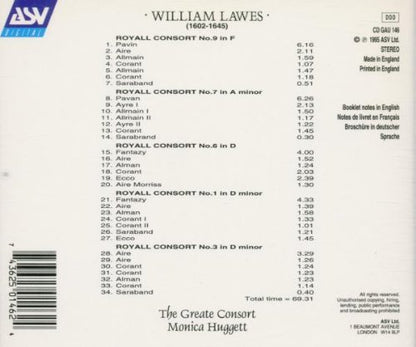 ASV
DIGITAL
· WILLIAM LAWES ·
(1602-1645)
CD GAU 146
℗ © 1995 ASV Ltd.
STEREO
Made in England
Printed in England
DDD
Booklet notes in English
Notes de livret en Français
Broschüre in deutscher
Sprache
ROYALL CONSORT No.9 in F
1. Pavin 6.16
2. Aire 2.11
3. Allmain 1.59
4. Corant 1.07
5. Allmain 1.47
6. Corant 1.18
7. Saraband 0.51
ROYALL CONSORT No.7 in A minor
8. Pavan 6.26
9. Ayre I 2.13
10. Allmain I 1.50
11. Allmain II 1.17
12. Ayre II 1.22
13. Corant 1.45
14. Sarabrand 0.30
ROYALL CONSORT No.6 in D
15. Fantazy 4.00
16. Aire 1.52
17. Alman 1.24
18. Corant 2.03
19. Ecco 2.39
20. Aire Morriss 1.30
ROYALL CONSORT No.1 in D minor
21. Fantazy 4.33
22. Aire 1.39
23. Alman 1.58
24. Corant I 1.33
25. Corant II 1.01
26. Saraband 1.21
27. Ecco 1.45
ROYALL CONSORT No.3 in D minor
28. Aire 3.29
29. Aire 1.26
30. Corant 1.24
31. Corant 1.23
32. Alman 1.23
33. Corant 1.14
34. Saraband 0.40
Total time = 69.31
The Greate Consort
Monica Huggett
All rights reserved.
Unauthorised copying, hiring,
lending, public performance
and broadcasting prohibited
ASV Ltd.
1 BEAUMONT AVENUE
LONDON W14 9LP
7 43625 01462 4